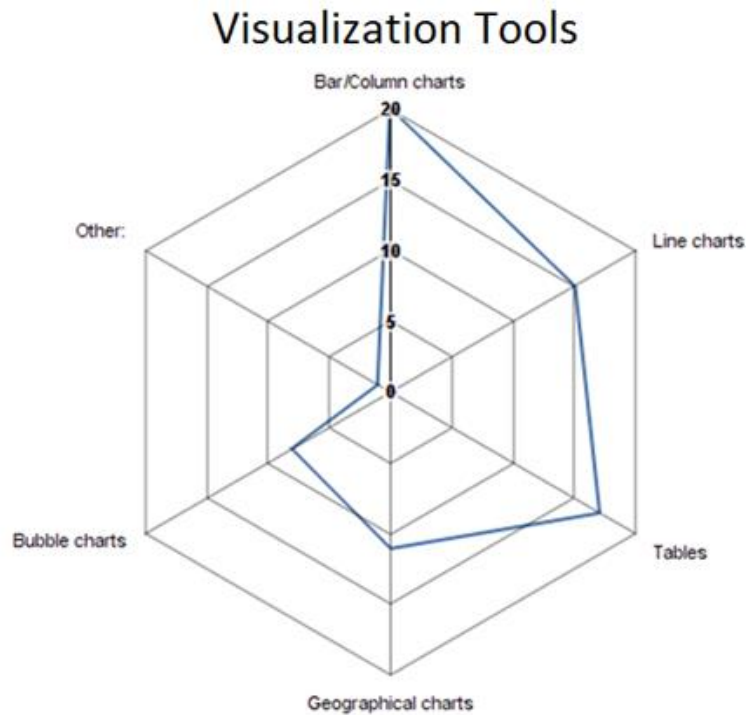 Visualization Tools
Bar/Column charts
20
15
Other:
Line charts
10
5
0
Bubble charts
Tables
Geographical charts